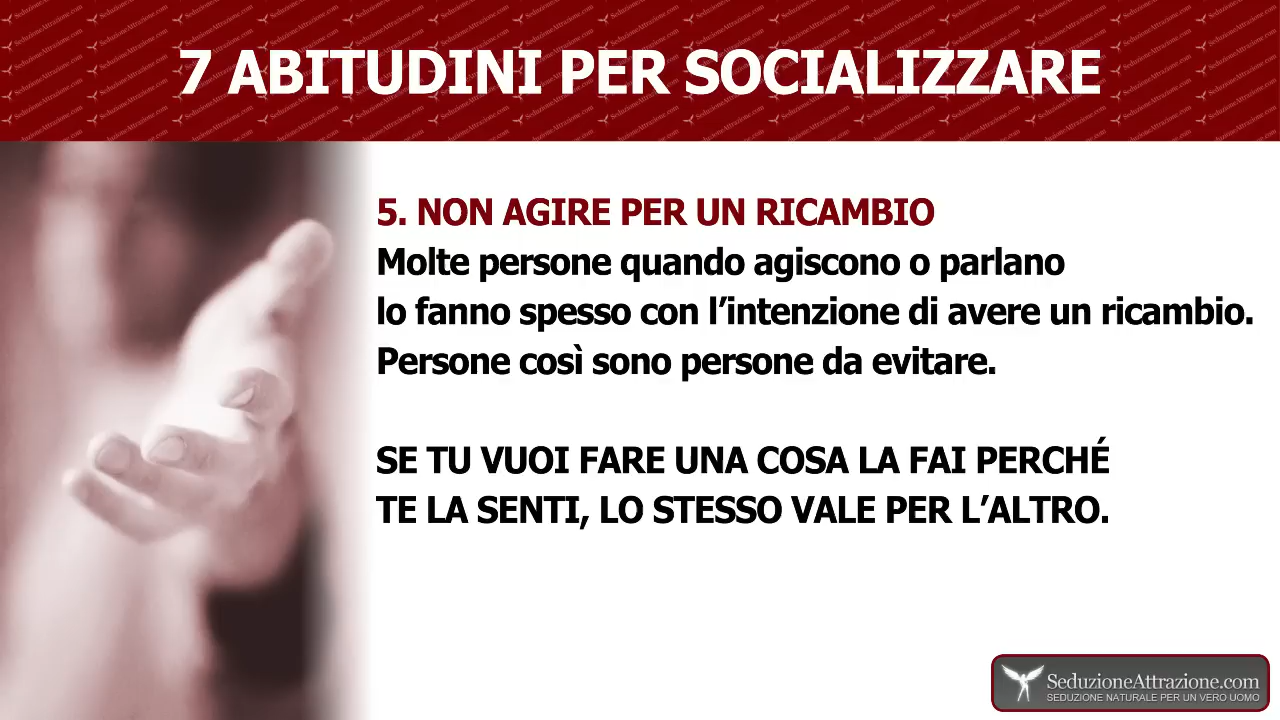 7 ABITUDINI PER SOCIALIZZARE
5. NON AGIRE PER UN RICAMBIO
Molte persone quando agiscono o parlano
lo fanno spesso con l’intenzione di avere un ricambio.
Persone così sono persone da evitare.
SE TU VUOI FARE UNA COSA LA FAI PERCHÉ
TE LA SENTI, LO STESSO VALE PER L’ALTRO.
SeduzioneAttrazione.com
SEDUZIONE NATURALE PER UN VERO UOMO